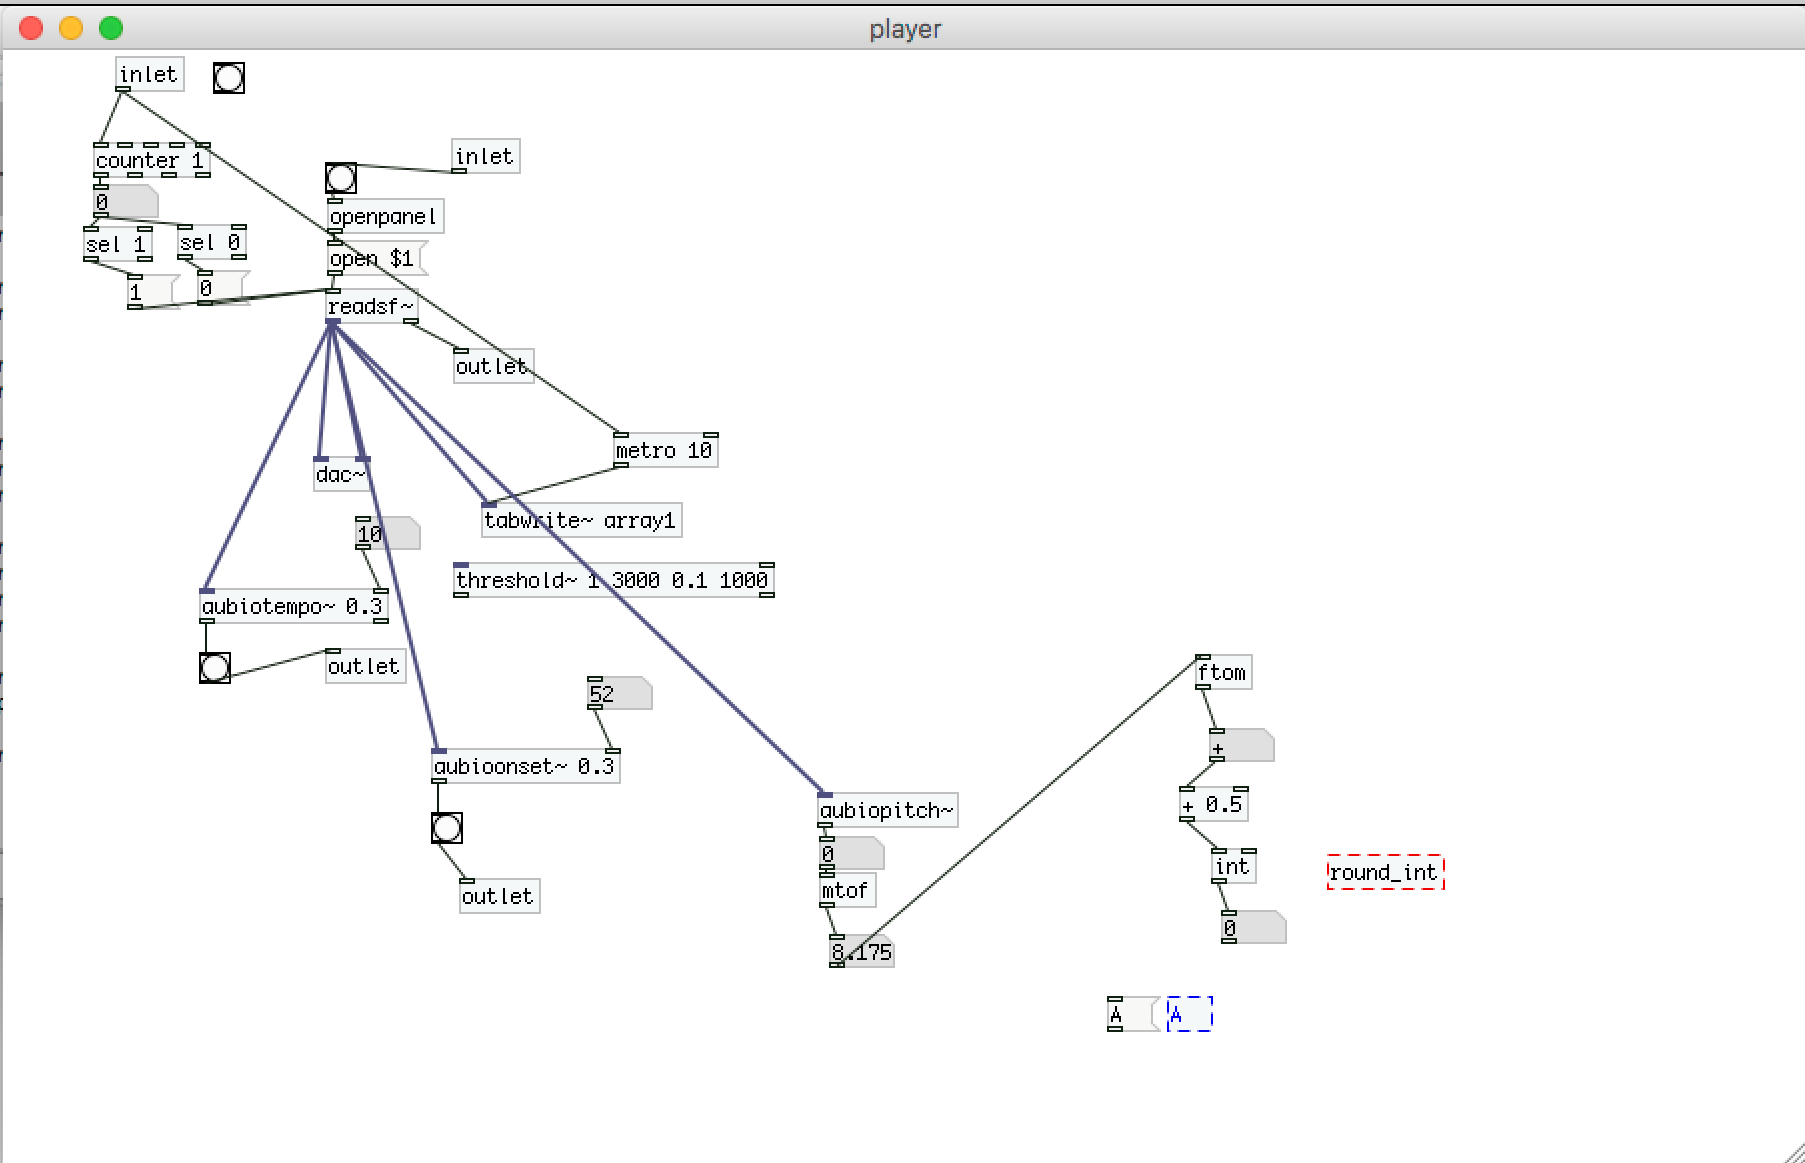 player
inlet
counter 1
0
sel 1
sel 0
1
0
inlet
openpanel
open $1
readsf~
outlet
metro 10
dac~
tabwrite~ array1
10
threshold~ 1 3000 0.1 1000
aubiotempo~ 0.3
outlet
52
aubioonset~ 0.3
outlet
aubiopitch~
0
mtof
8.175
ftom
+
+ 0.5
int
0
round_int
A
A